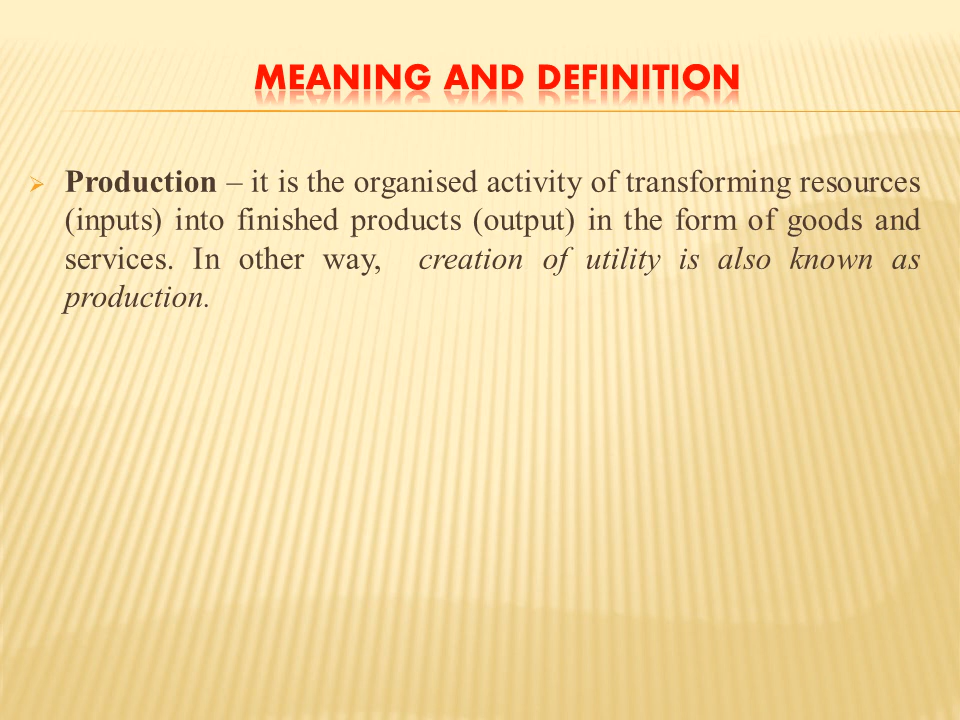 MEANING AND DEFINITION
Production – it is the organised activity of transforming resources
(inputs) into finished products (output) in the form of goods and
services. In other way, creation of utility is also known as
production.